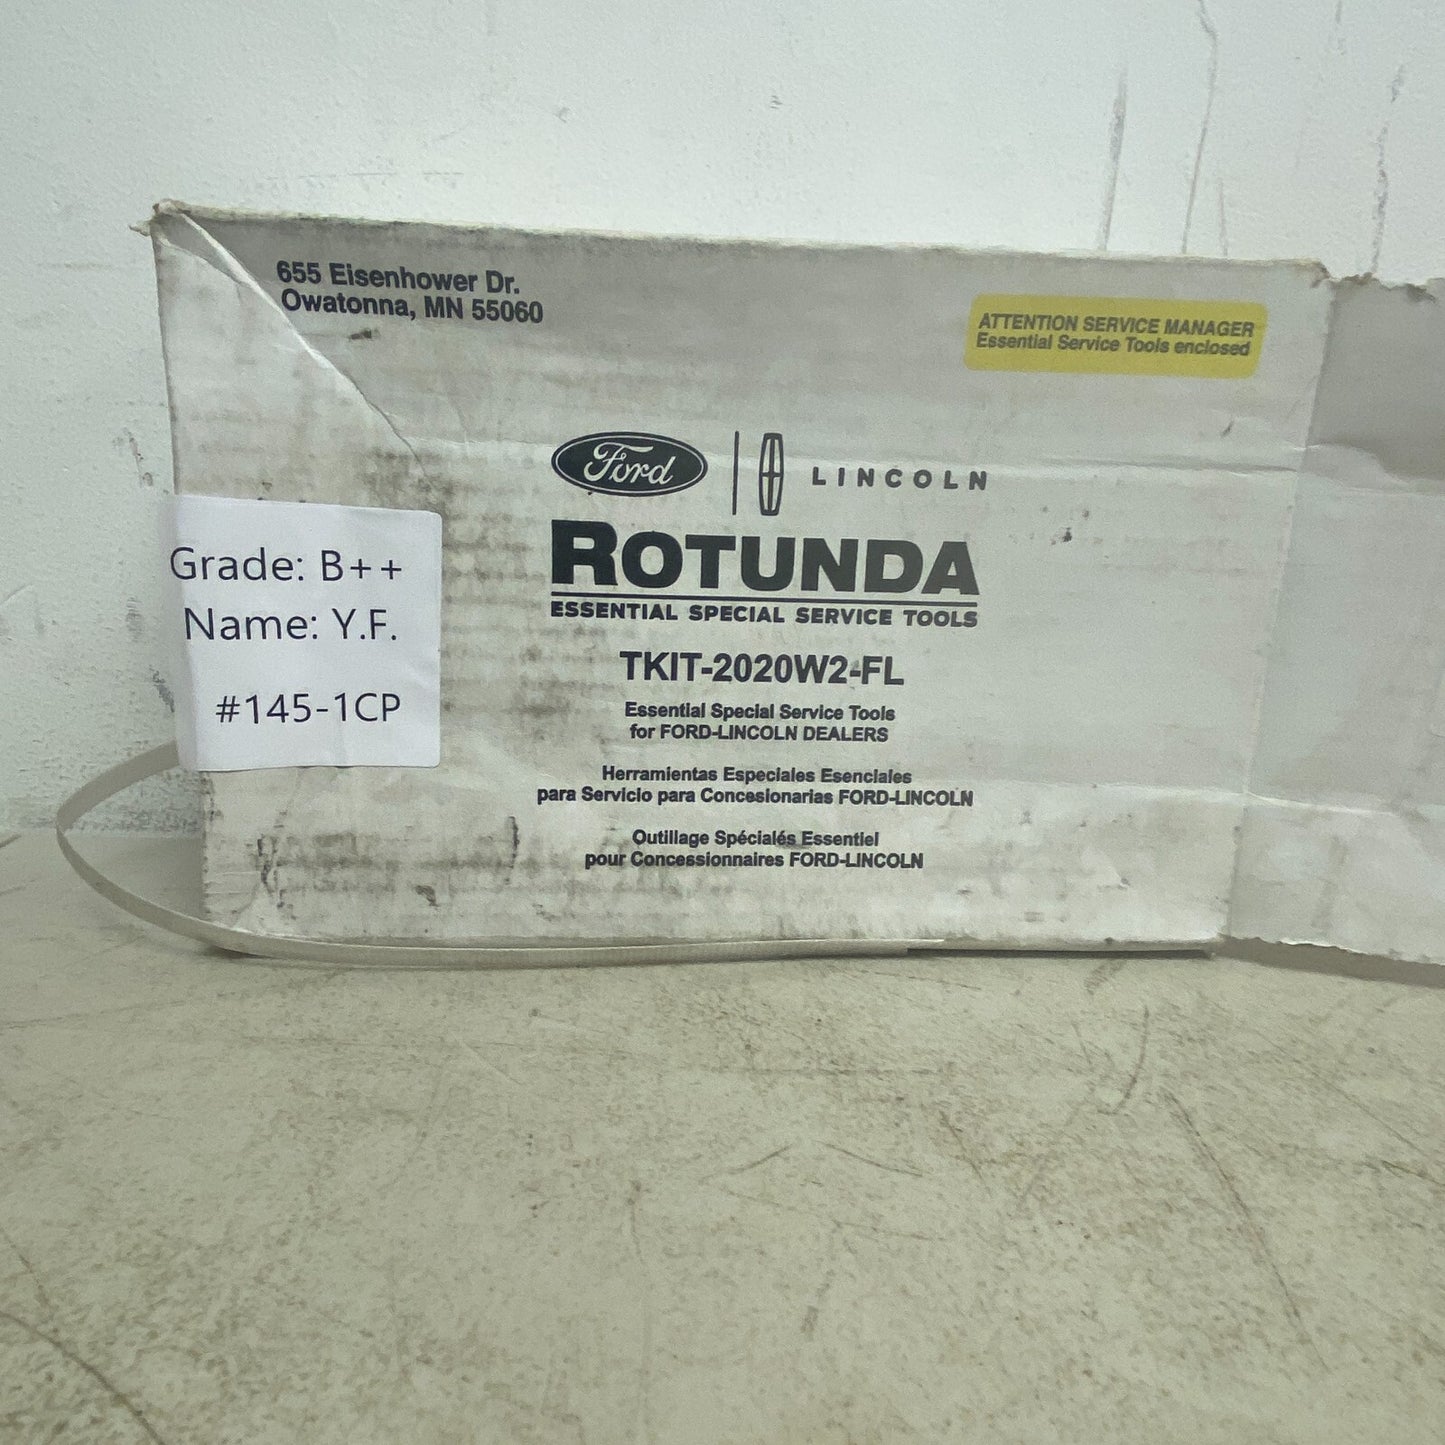 655 Eisenhower Dr.
Owatonna, MN 55060
ATTENTION SERVICE MANAGER
Essential Service Tools enclosed
Ford
LINCOLN
ROTUNDA
ESSENTIAL SPECIAL SERVICE TOOLS
TKIT-2020W2-FL
Essential Special Service Tools
for FORD-LINCOLN DEALERS
Herramientas Especiales Esenciales
para Servicio para Concesionarias FORD-LINCOLN
Outillage Spécialés Essentiel
pour Concessionnaires FORD-LINCOLN
Grade: B++
Name: Y.F.
#145-1CP